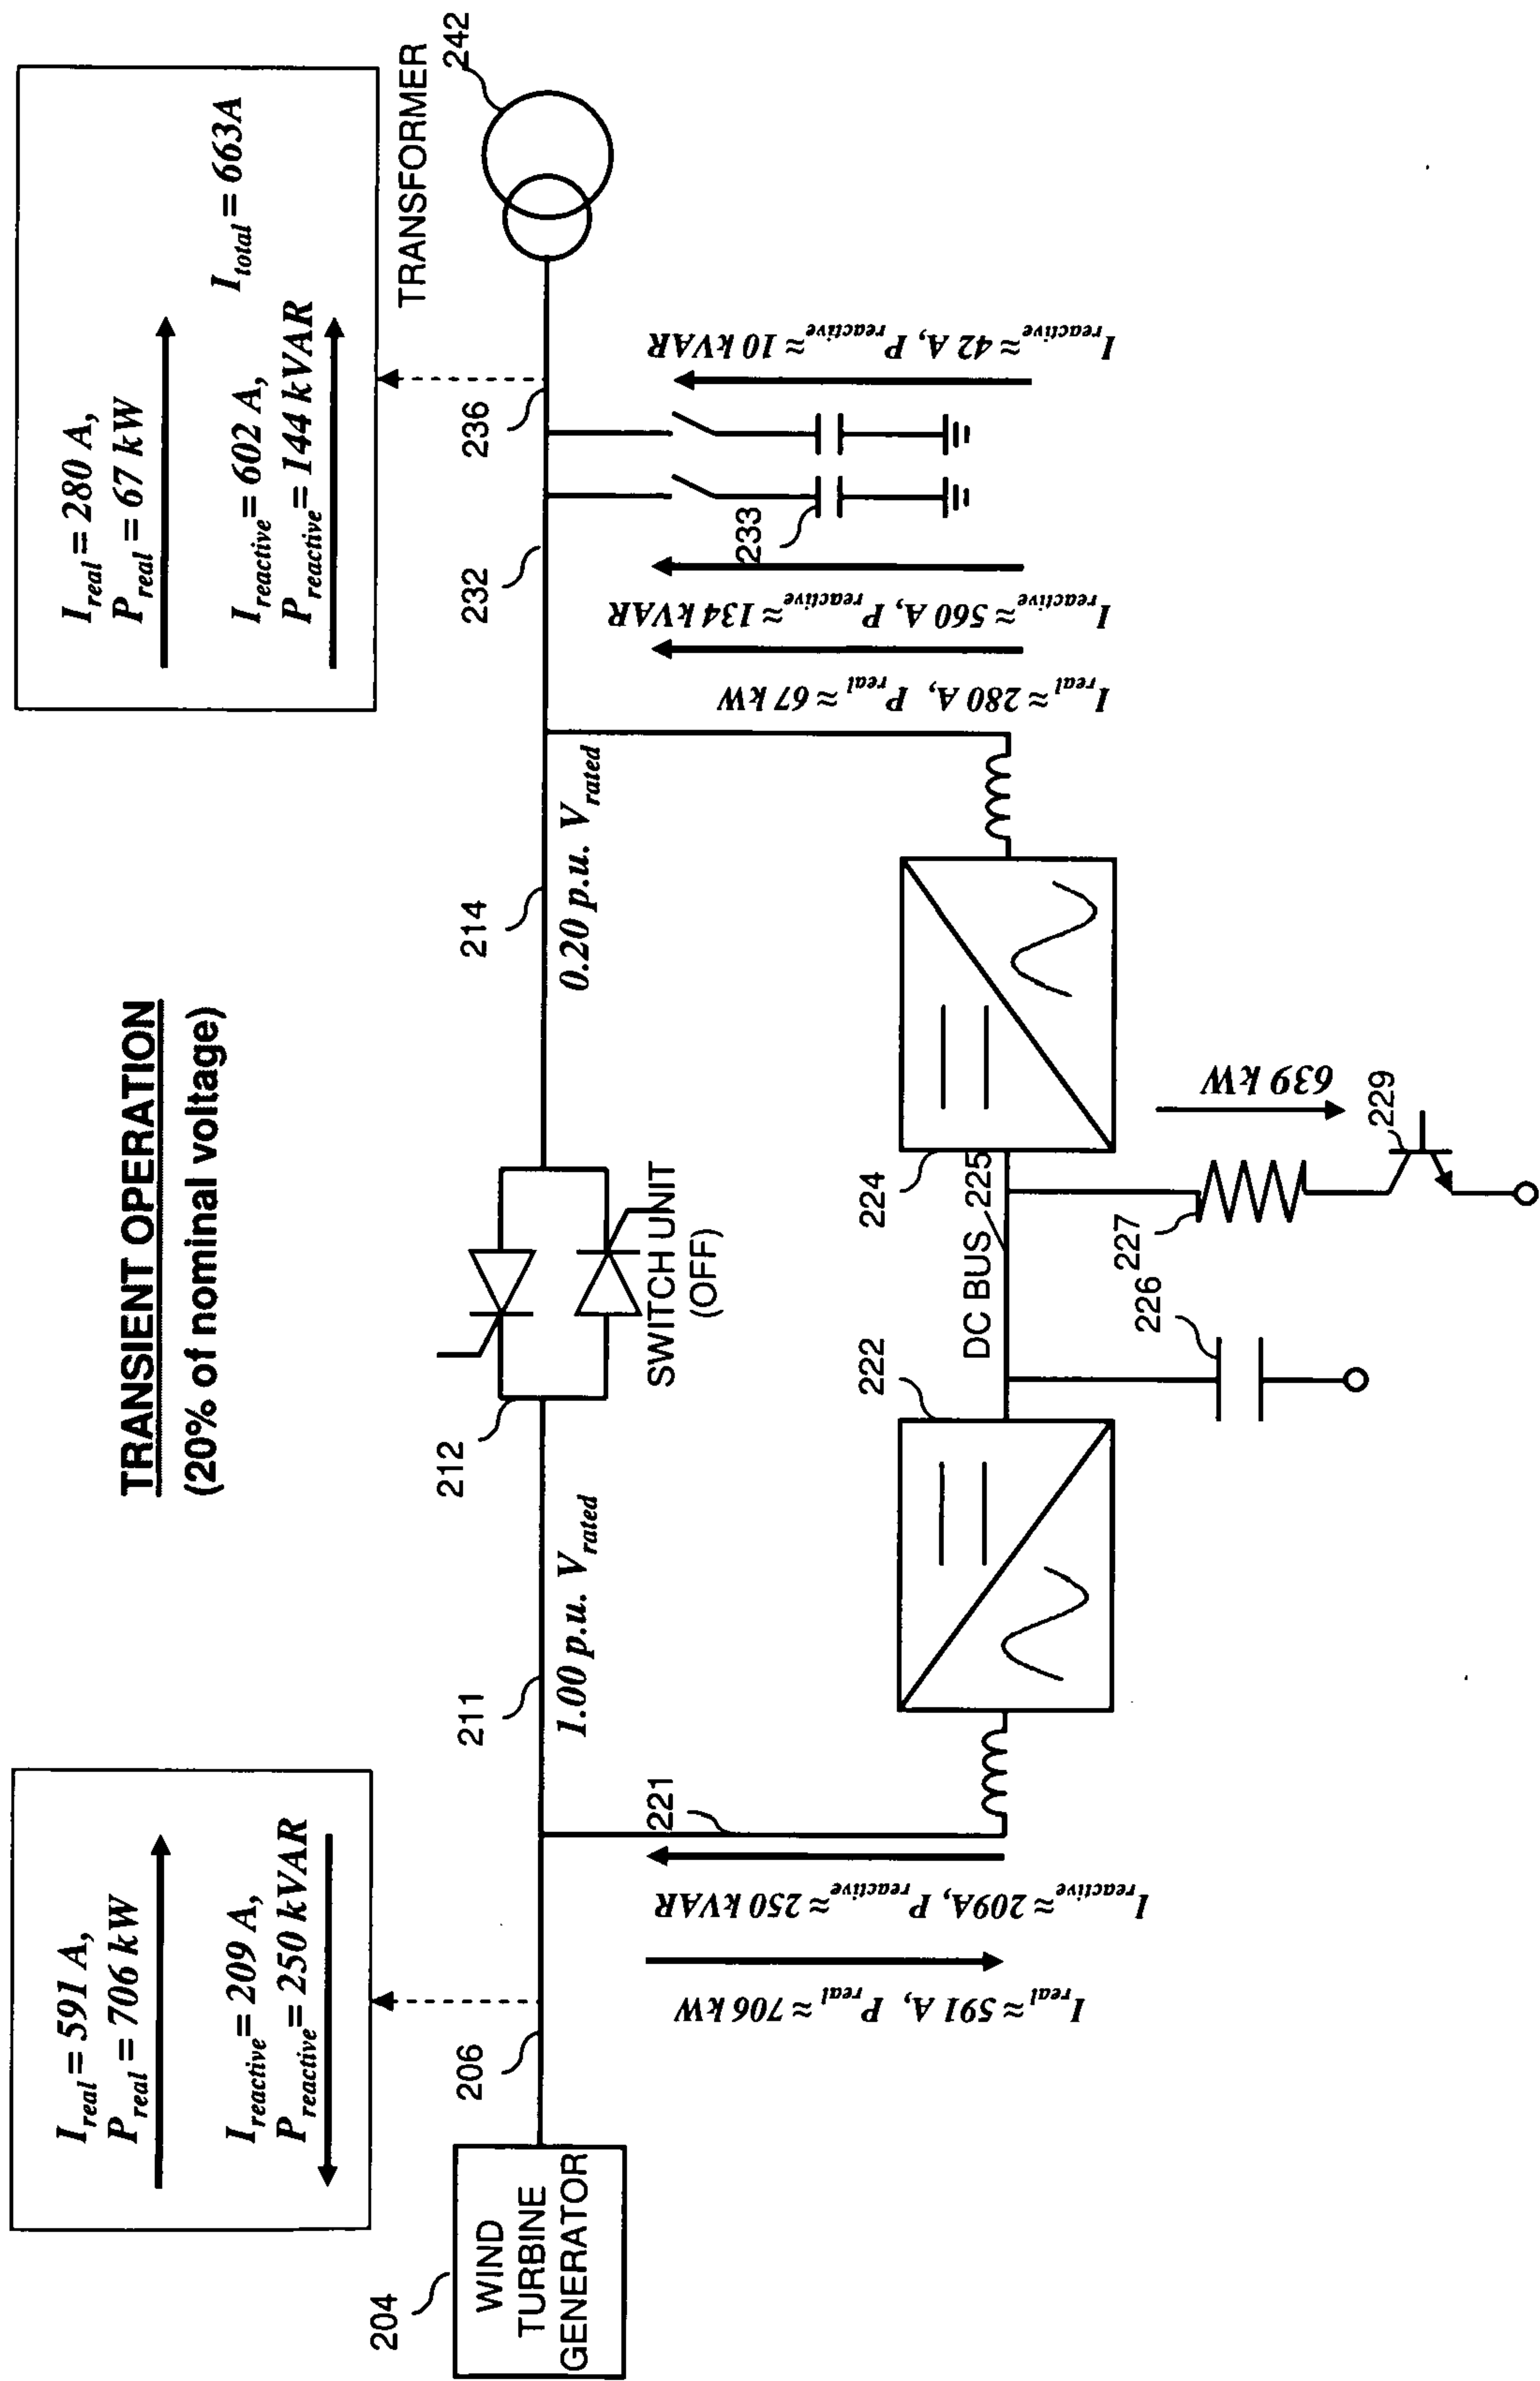 TRANSIENT OPERATION
(20% of nominal voltage)
I_real = 591 A,
P_real = 706 kW
I_reactive = 209 A,
P_reactive = 250 kVAR
I_real = 280 A,
P_real = 67 kW
I_reactive = 602 A,
P_reactive = 144 kVAR
I_total = 663A
204
WIND
TURBINE
GENERATOR
206
211
1.00 p.u. V_rated
212
SWITCH UNIT
(OFF)
214
0.20 p.u. V_rated
232
236
TRANSFORMER
242
221
I_reactive ≈ 209A, P_reactive ≈ 250 kVAR
I_real ≈ 591 A, P_real ≈ 706 kW
233
I_reactive ≈ 42 A, P_reactive ≈ 10 kVAR
I_reactive ≈ 560 A, P_reactive ≈ 134 kVAR
I_real ≈ 280 A, P_real ≈ 67 kW
222
DC BUS
225
224
226
227
229
639 kW